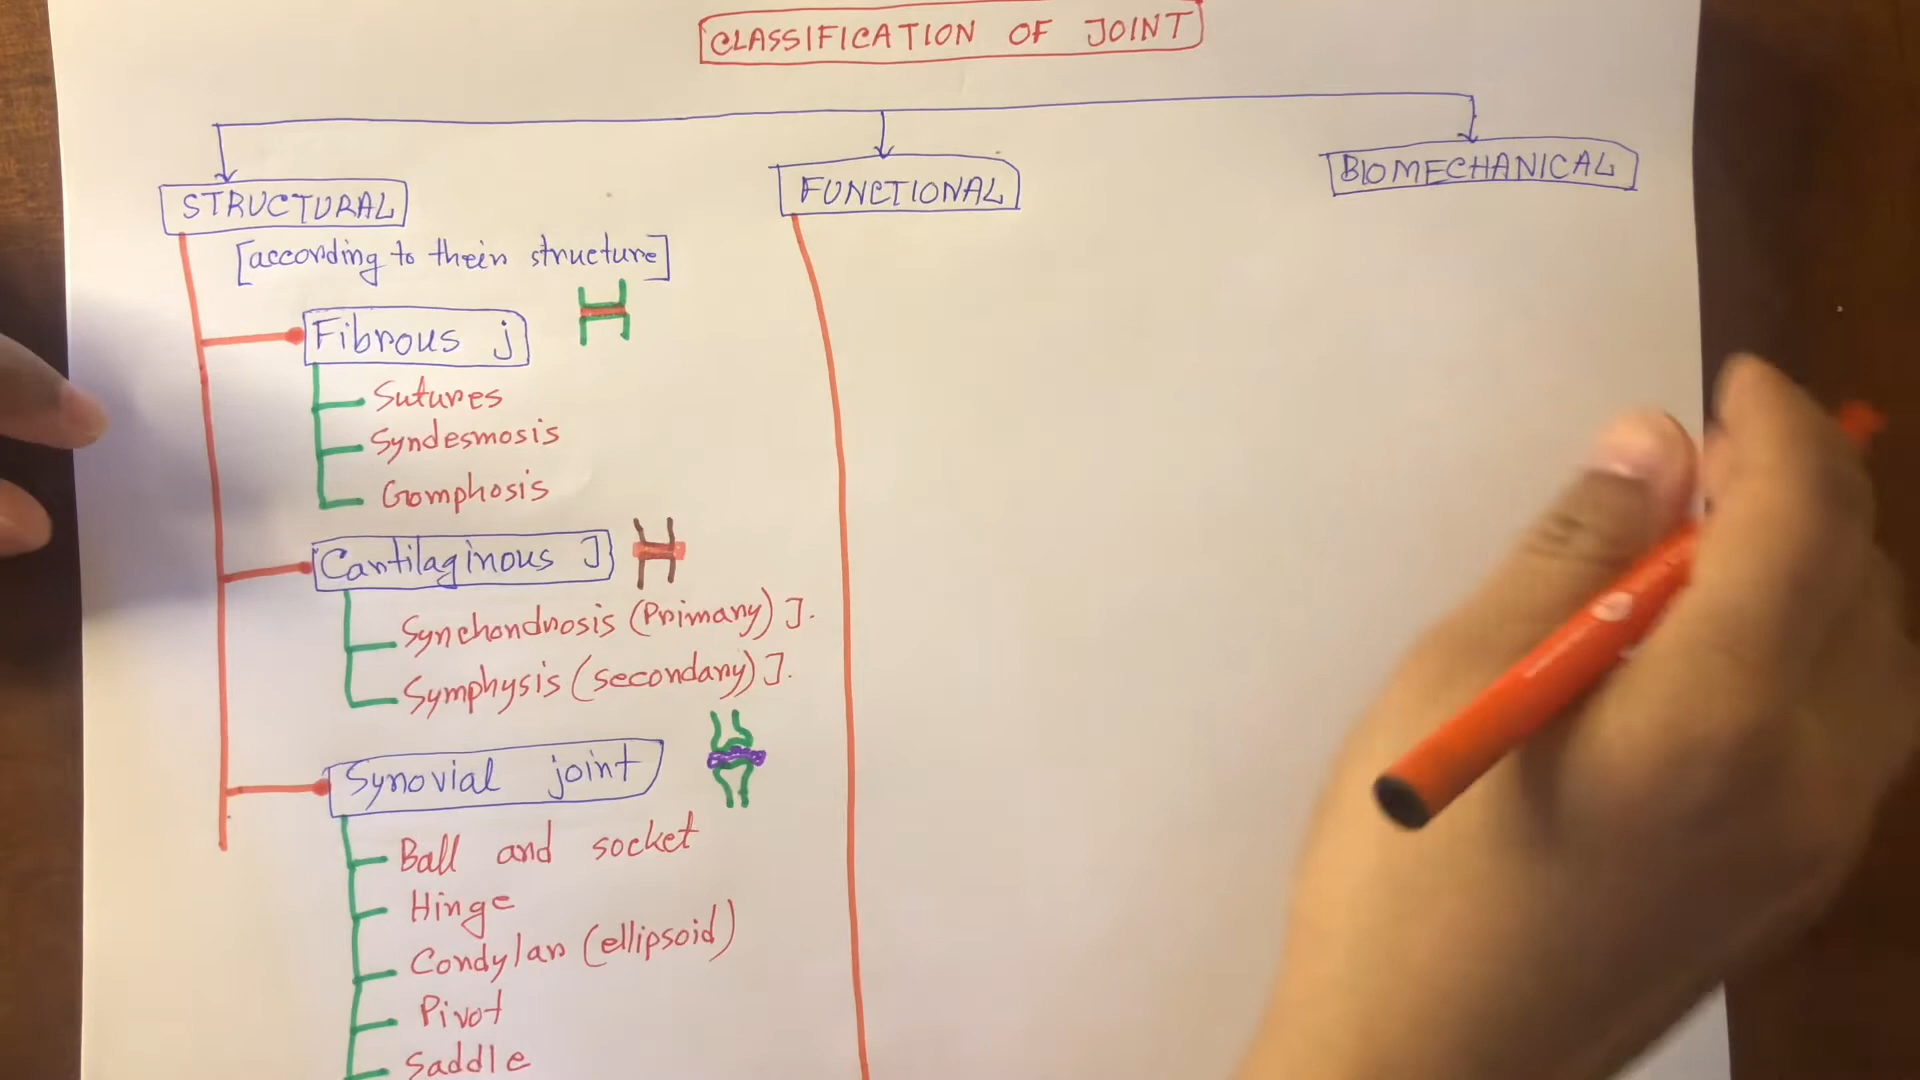 CLASSIFICATION OF JOINT
STRUCTURAL
FUNCTIONAL
BIOMECHANICAL
[according to their structure]
Fibrous j
Sutures
Syndesmosis
Gomphosis
Cartilaginous J
Synchondrosis (Primary) J.
Symphysis (secondary) J.
Synovial joint
Ball and socket
Hinge
Condylar (ellipsoid)
Pivot
Saddle